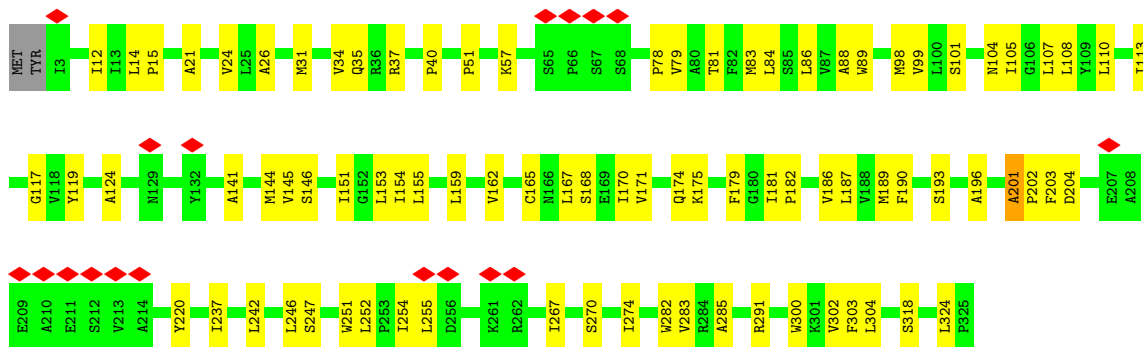 MET TYR I3 I12 I13 L14 P15 A21 V24 L25 A26 M31 V34 Q35 R36 R37 P40 P51 K57 S65 P66 S67 S68 P78 V79 A80 T81 F82 M83 L84 S85 L86 V87 A88 W89 M98 V99 L100 S101 N104 I105 G106 L107 L108 Y109 L110 I113
G117 V118 Y119 A124 N129 Y132 A141 M144 V145 S146 I151 G152 L153 I154 L155 L159 V162 C165 N166 L167 S168 E169 I170 V171 Q174 K175 F179 G180 I181 P182 V186 L187 V188 M189 F190 S193 A196 A201 P202 F203 D204 E207 A208
E209 A210 E211 S212 V213 A214 Y220 I237 L242 L246 S247 W251 L252 P253 I254 L255 D256 K261 R262 I267 S270 I274 W282 V283 R284 A285 R291 W300 K301 V302 F303 L304 S318 L324 P325